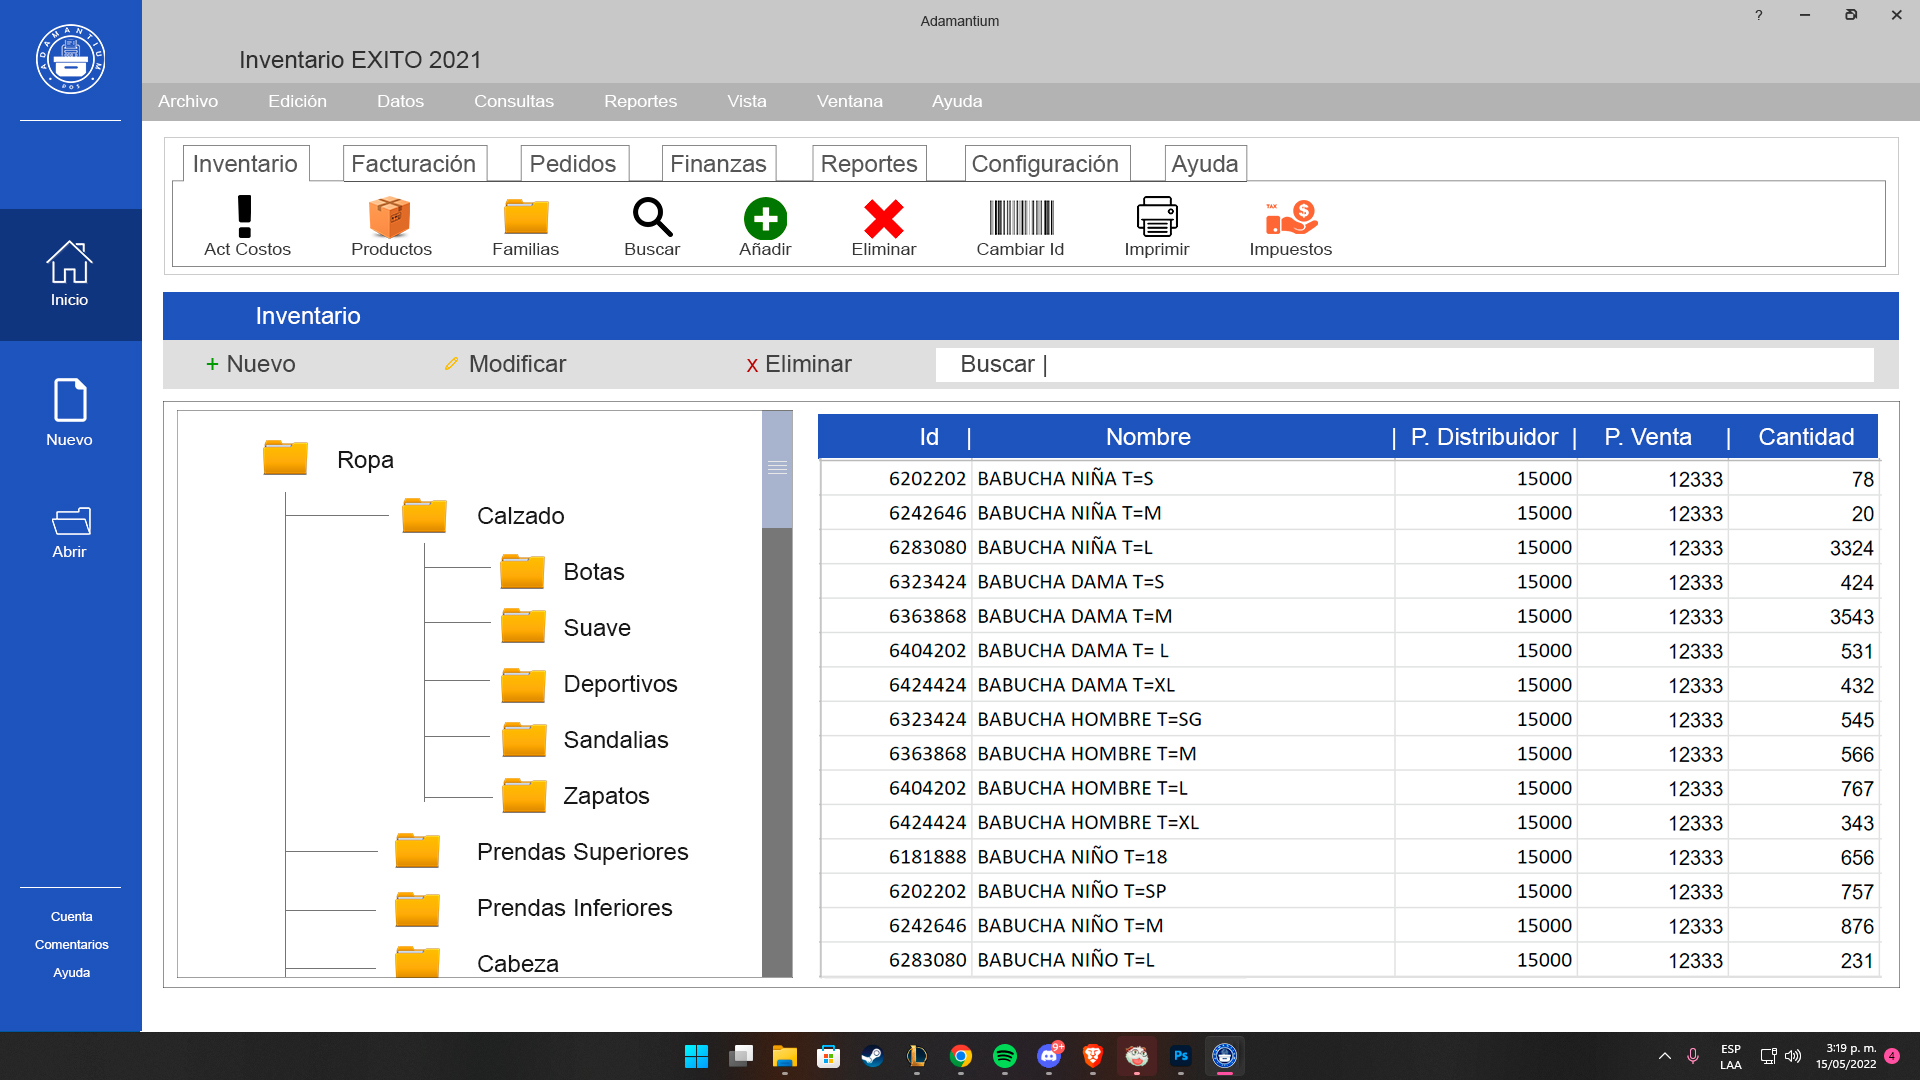 Adamantium
?
ADAMANTIUM
POS
Inventario EXITO 2021
Archivo Edición Datos Consultas Reportes Vista Ventana Ayuda
Inventario Facturación Pedidos Finanzas Reportes Configuración Ayuda
TAX $
Act Costos Productos Familias Buscar Añadir Eliminar Cambiar Id Imprimir Impuestos
Inicio
Nuevo
Abrir
Cuenta
Comentarios
Ayuda
Inventario
+ Nuevo Modificar x Eliminar Buscar |
Ropa
Calzado
Botas
Suave
Deportivos
Sandalias
Zapatos
Prendas Superiores
Prendas Inferiores
Cabeza
Id | Nombre | P. Distribuidor | P. Venta | Cantidad
6202202 BABUCHA NIÑA T=S 15000 12333 78
6242646 BABUCHA NIÑA T=M 15000 12333 20
6283080 BABUCHA NIÑA T=L 15000 12333 3324
6323424 BABUCHA DAMA T=S 15000 12333 424
6363868 BABUCHA DAMA T=M 15000 12333 3543
6404202 BABUCHA DAMA T= L 15000 12333 531
6424424 BABUCHA DAMA T=XL 15000 12333 432
6323424 BABUCHA HOMBRE T=SG 15000 12333 545
6363868 BABUCHA HOMBRE T=M 15000 12333 566
6404202 BABUCHA HOMBRE T=L 15000 12333 767
6424424 BABUCHA HOMBRE T=XL 15000 12333 343
6181888 BABUCHA NIÑO T=18 15000 12333 656
6202202 BABUCHA NIÑO T=SP 15000 12333 757
6242646 BABUCHA NIÑO T=M 15000 12333 876
6283080 BABUCHA NIÑO T=L 15000 12333 231
9+
Ps
ESP
LAA
3:19 p. m.
15/05/2022
4